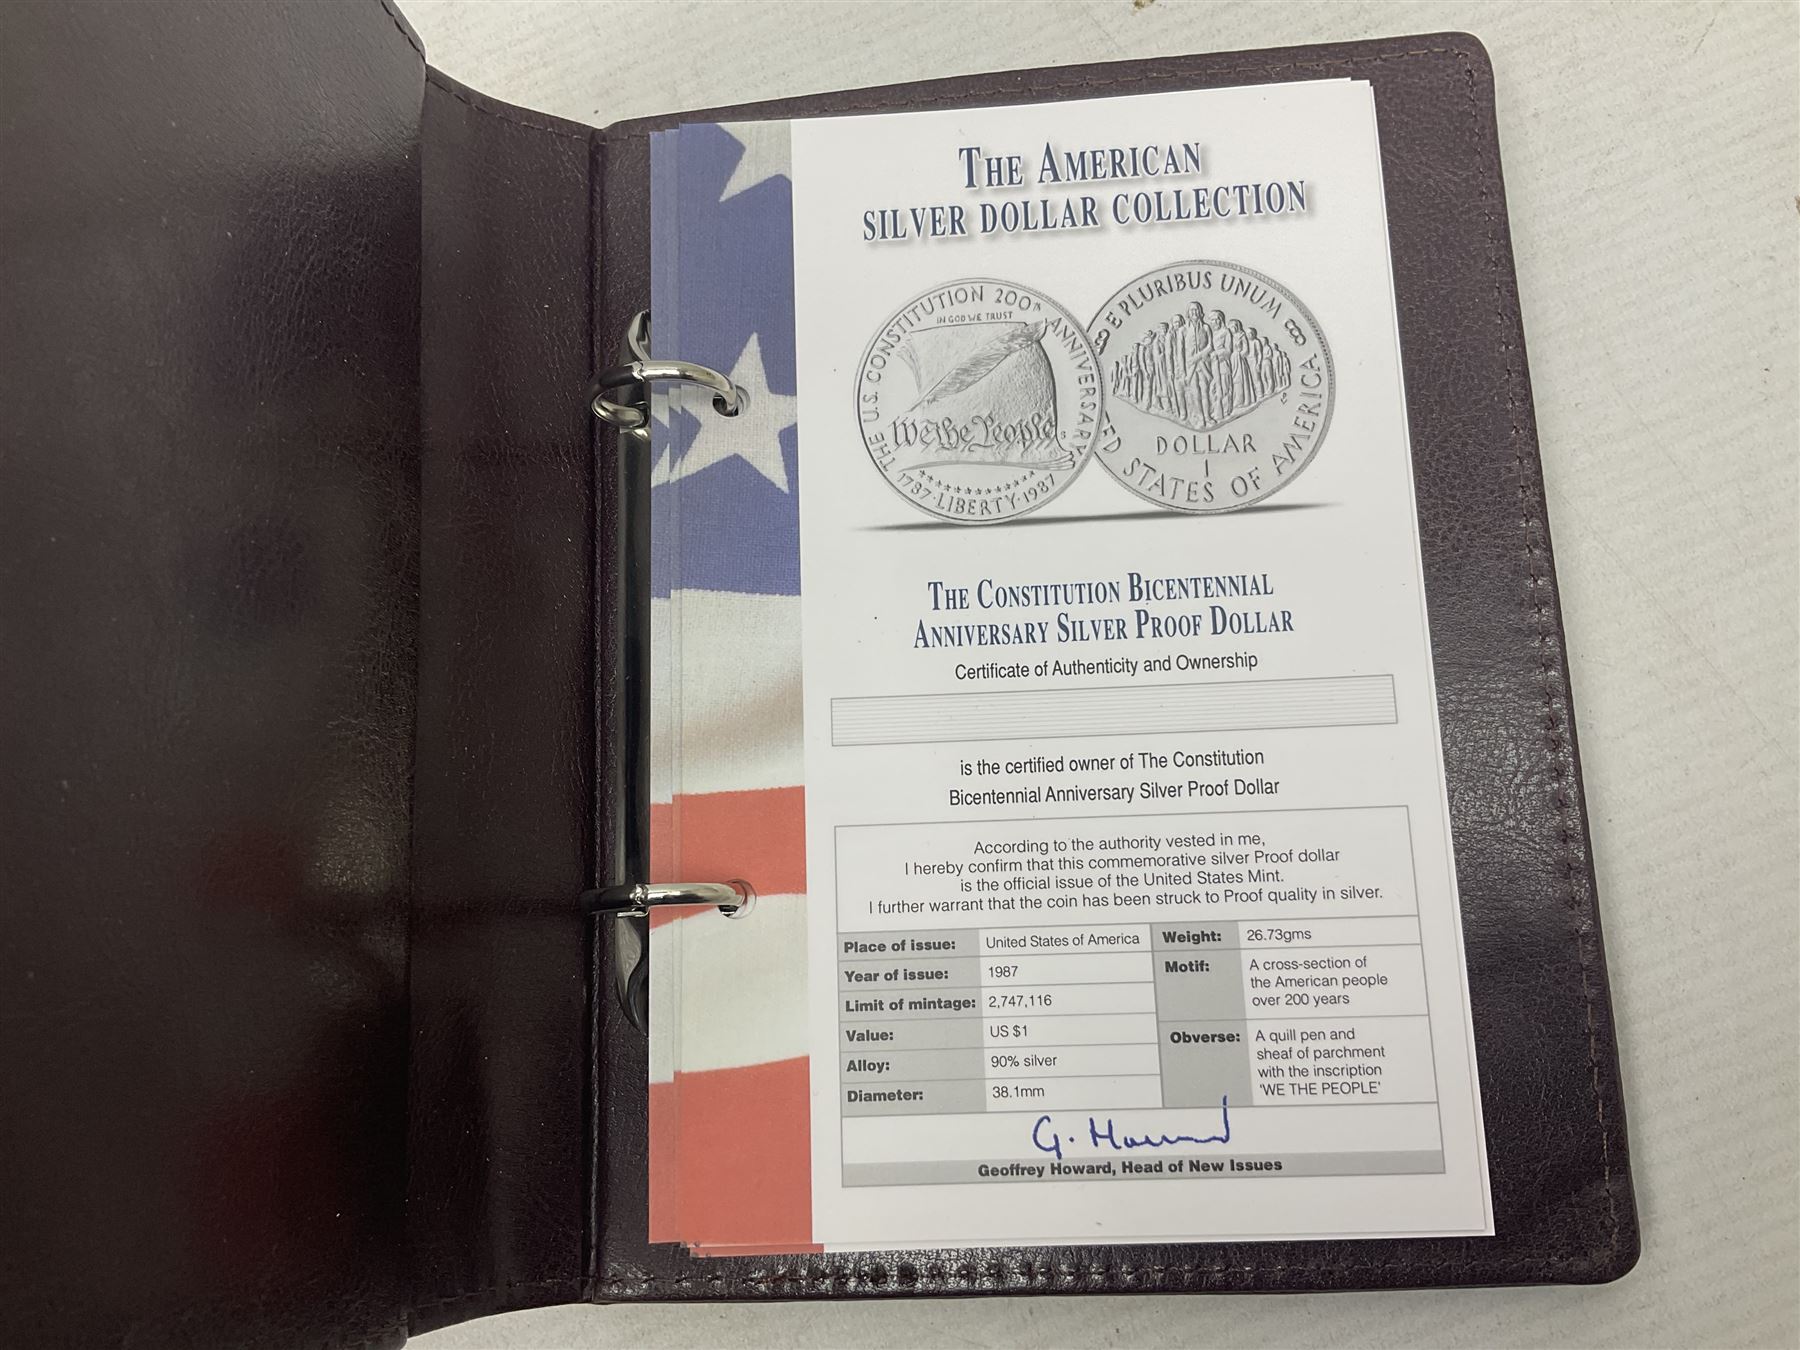 THE AMERICAN
SILVER DOLLAR COLLECTION
THE U.S. CONSTITUTION 200th ANNIVERSARY
IN GOD WE TRUST
We the People
S
1787·LIBERTY·1987
E PLURIBUS UNUM
DOLLAR
1
TED STATES OF AMERICA
THE CONSTITUTION BICENTENNIAL
ANNIVERSARY SILVER PROOF DOLLAR
Certificate of Authenticity and Ownership
is the certified owner of The Constitution
Bicentennial Anniversary Silver Proof Dollar
According to the authority vested in me,
I hereby confirm that this commemorative silver Proof dollar
is the official issue of the United States Mint.
I further warrant that the coin has been struck to Proof quality in silver.
Place of issue: United States of America
Year of issue: 1987
Limit of mintage: 2,747,116
Value: US $1
Alloy: 90% silver
Diameter: 38.1mm
Weight: 26.73gms
Motif: A cross-section of
the American people
over 200 years
Obverse: A quill pen and
sheaf of parchment
with the inscription
'WE THE PEOPLE'
G. Howard
Geoffrey Howard, Head of New Issues